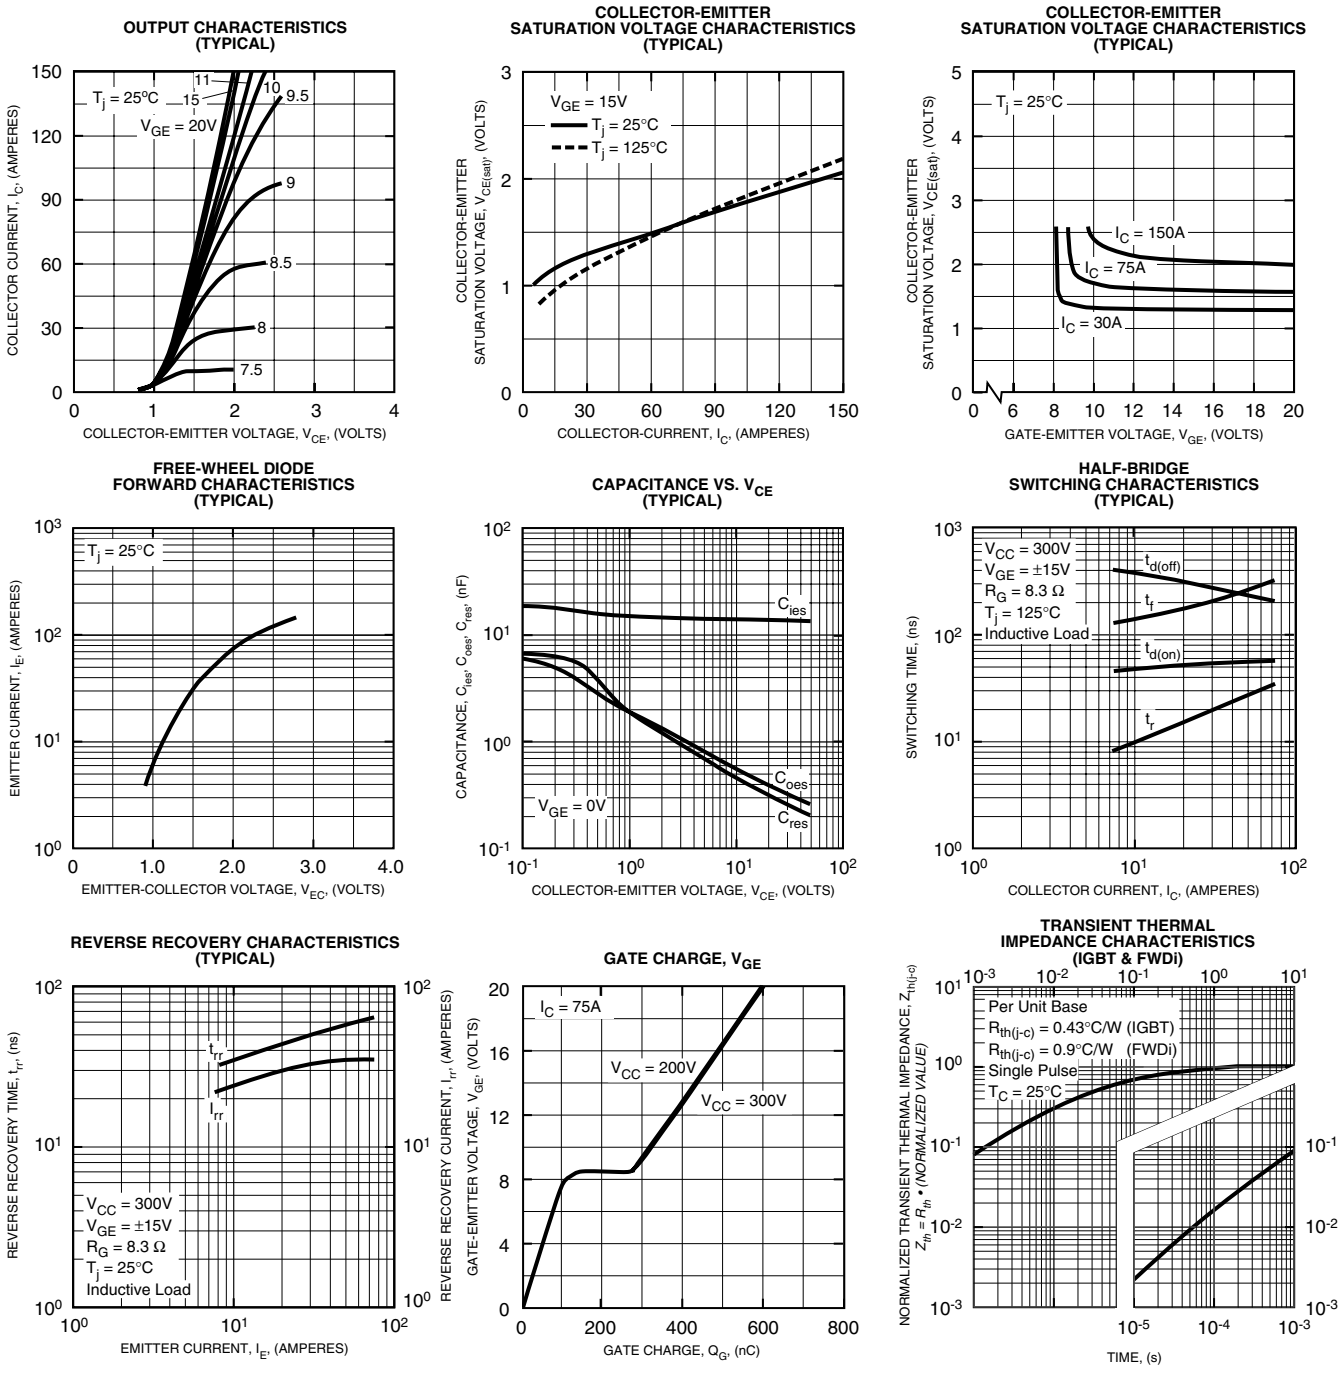 OUTPUT CHARACTERISTICS
(TYPICAL)
COLLECTOR CURRENT, IC, (AMPERES)
150
120
90
60
30
0
Tj = 25°C
VGE = 20V
15
11
10
9.5
9
8.5
8
7.5
0 1 2 3 4
COLLECTOR-EMITTER VOLTAGE, VCE, (VOLTS)
COLLECTOR-EMITTER
SATURATION VOLTAGE CHARACTERISTICS
(TYPICAL)
COLLECTOR-EMITTER
SATURATION VOLTAGE, VCE(sat), (VOLTS)
3
2
1
0
VGE = 15V
Tj = 25°C
Tj = 125°C
0 30 60 90 120 150
COLLECTOR-CURRENT, IC, (AMPERES)
COLLECTOR-EMITTER
SATURATION VOLTAGE CHARACTERISTICS
(TYPICAL)
COLLECTOR-EMITTER
SATURATION VOLTAGE, VCE(sat), (VOLTS)
5
4
3
2
1
0
Tj = 25°C
IC = 150A
IC = 75A
IC = 30A
0 6 8 10 12 14 16 18 20
GATE-EMITTER VOLTAGE, VGE, (VOLTS)
FREE-WHEEL DIODE
FORWARD CHARACTERISTICS
(TYPICAL)
EMITTER CURRENT, IE, (AMPERES)
10³
10²
10¹
10⁰
Tj = 25°C
0 1.0 2.0 3.0 4.0
EMITTER-COLLECTOR VOLTAGE, VEC, (VOLTS)
CAPACITANCE VS. VCE
(TYPICAL)
CAPACITANCE, Cies, Coes, Cres, (nF)
10²
10¹
10⁰
10-1
Cies
Coes
Cres
VGE = 0V
10-1 10⁰ 10¹ 10²
COLLECTOR-EMITTER VOLTAGE, VCE, (VOLTS)
HALF-BRIDGE
SWITCHING CHARACTERISTICS
(TYPICAL)
SWITCHING TIME, (ns)
10³
10²
10¹
10⁰
VCC = 300V
VGE = ±15V
RG = 8.3 Ω
Tj = 125°C
Inductive Load
td(off)
tf
td(on)
tr
10⁰ 10¹ 10²
COLLECTOR CURRENT, IC, (AMPERES)
REVERSE RECOVERY CHARACTERISTICS
(TYPICAL)
REVERSE RECOVERY TIME, trr, (ns)
10²
10¹
10⁰
trr
Irr
VCC = 300V
VGE = ±15V
RG = 8.3 Ω
Tj = 25°C
Inductive Load
10²
10¹
10⁰
REVERSE RECOVERY CURRENT, Irr, (AMPERES)
10⁰ 10¹ 10²
EMITTER CURRENT, IE, (AMPERES)
GATE CHARGE, VGE
GATE-EMITTER VOLTAGE, VGE, (VOLTS)
20
16
12
8
4
0
IC = 75A
VCC = 200V
VCC = 300V
0 200 400 600 800
GATE CHARGE, QG, (nC)
TRANSIENT THERMAL
IMPEDANCE CHARACTERISTICS
(IGBT & FWDi)
NORMALIZED TRANSIENT THERMAL IMPEDANCE, Zth(j-c)
Zth = Rth • (NORMALIZED VALUE)
10-3 10-2 10-1 10⁰ 10¹
10¹
10⁰
10-1
10-2
10-3
Per Unit Base
Rth(j-c) = 0.43°C/W (IGBT)
Rth(j-c) = 0.9°C/W (FWDi)
Single Pulse
TC = 25°C
10-1
10-2
10-3
10-5 10-4 10-3
TIME, (s)